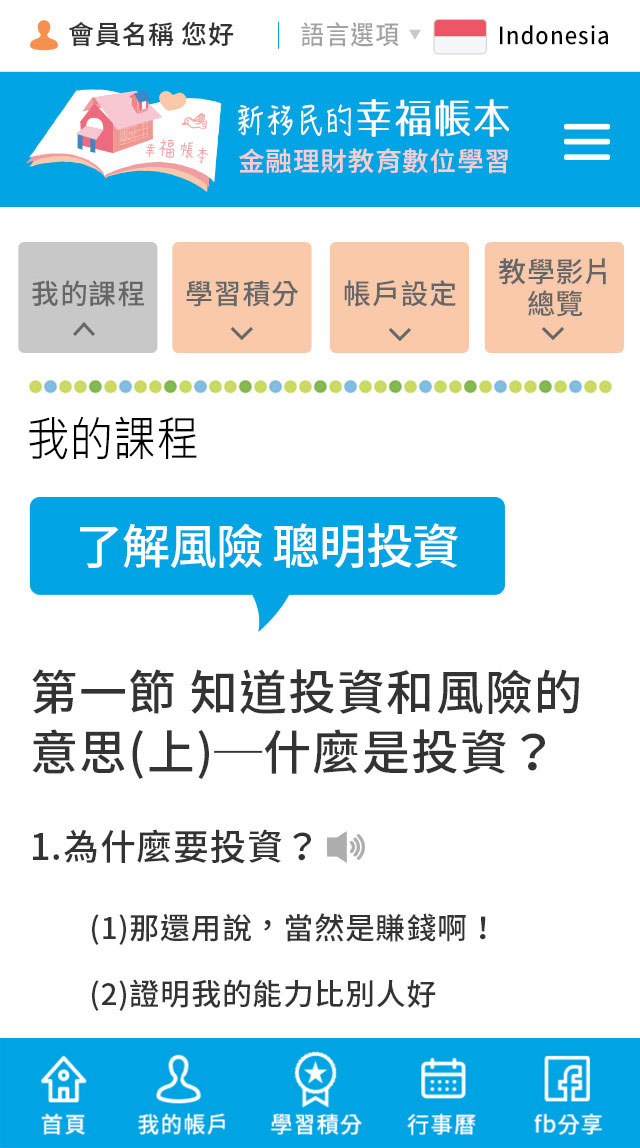 會員名稱 您好
語言選項
Indonesia
幸福帳本
新移民的幸福帳本
金融理財教育數位學習
我的課程
學習積分
帳戶設定
教學影片
總覽
我的課程
了解風險 聰明投資
第一節 知道投資和風險的
意思(上)—什麼是投資？
1.為什麼要投資？
(1)那還用說，當然是賺錢啊！
(2)證明我的能力比別人好
首頁
我的帳戶
學習積分
行事曆
fb分享